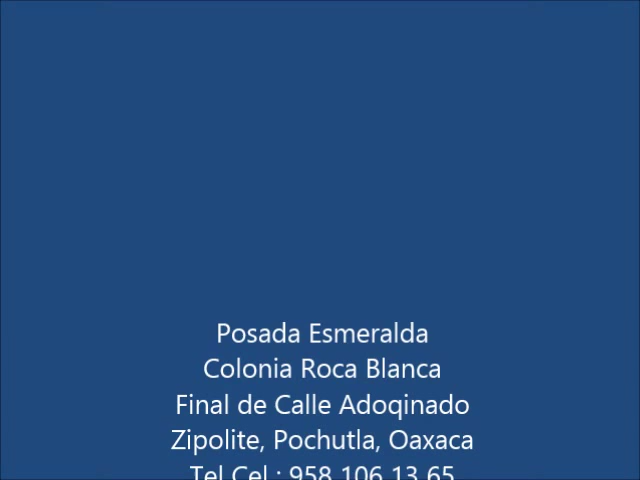 Posada Esmeralda
Colonia Roca Blanca
Final de Calle Adoqinado
Zipolite, Pochutla, Oaxaca
Tel Cel : 958 106 13 65